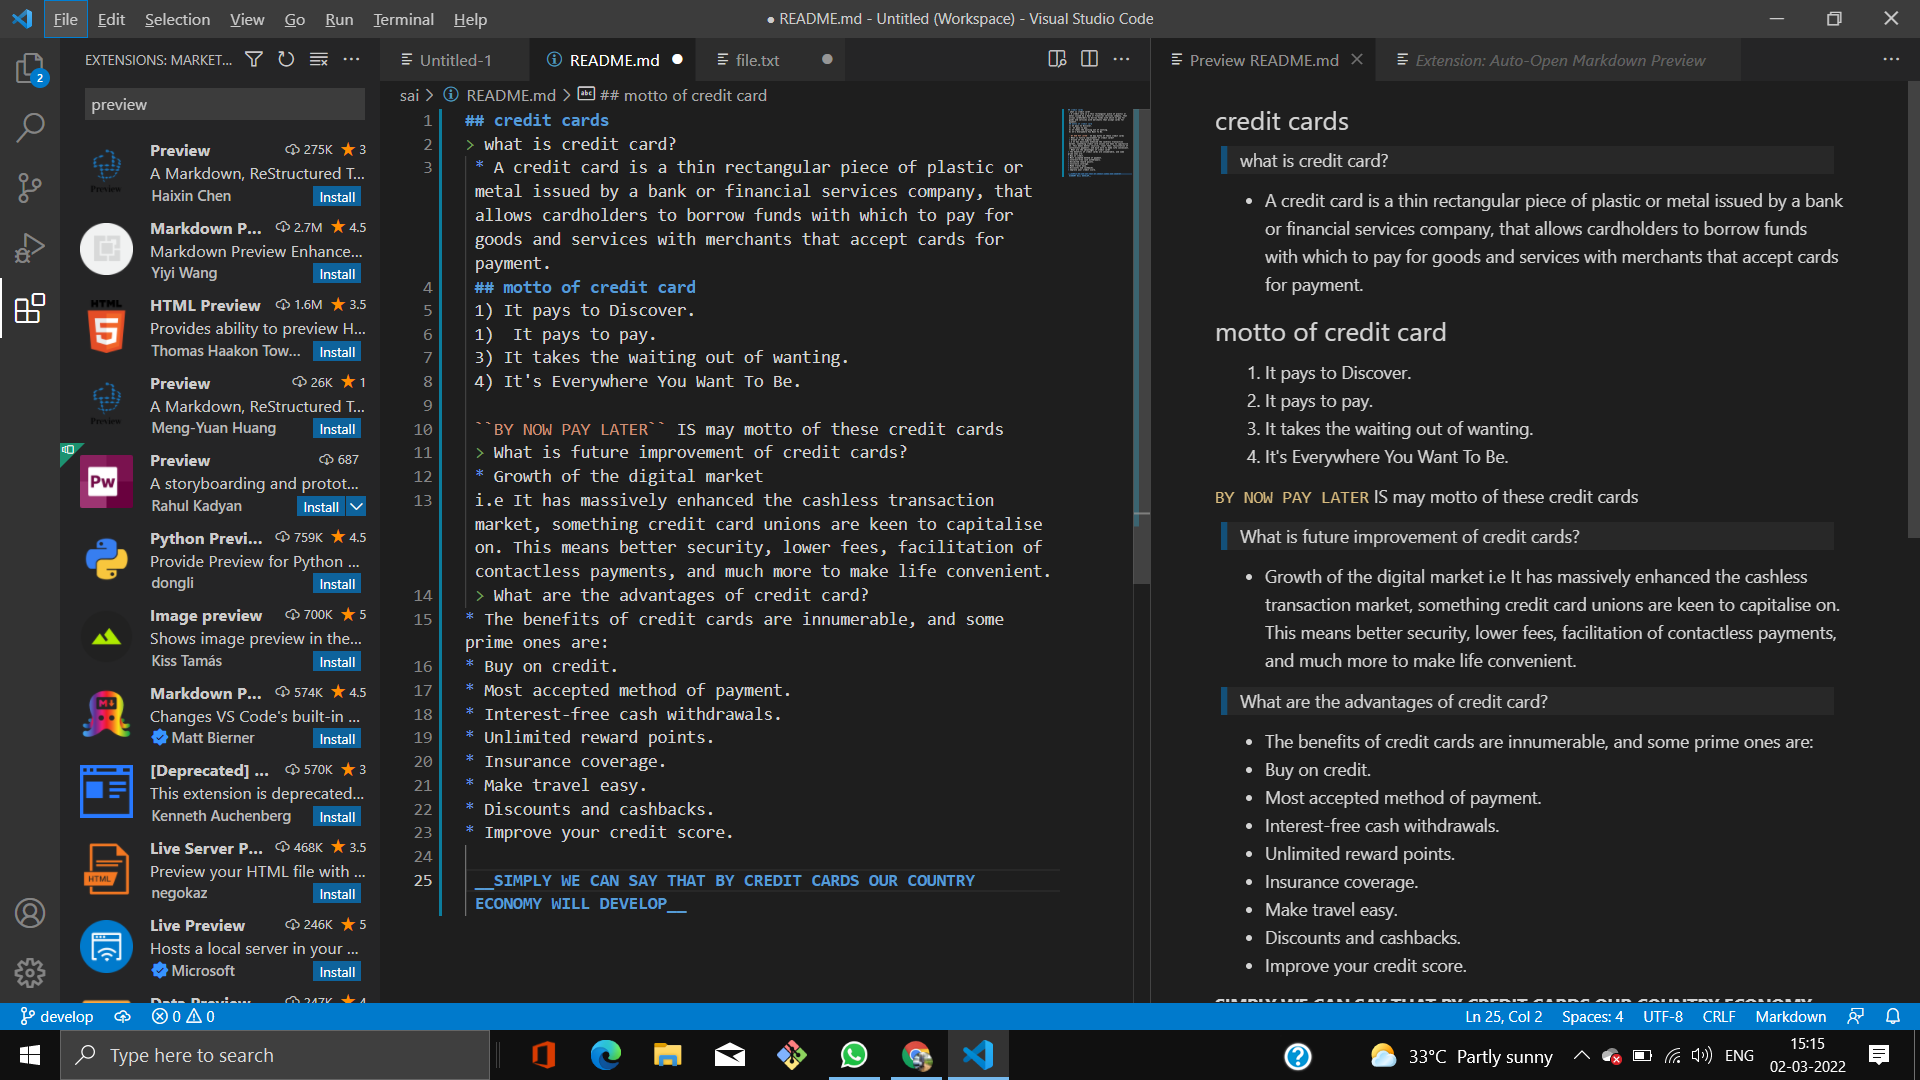 File Edit Selection View Go Run Terminal Help
● README.md - Untitled (Workspace) - Visual Studio Code
EXTENSIONS: MARKET...
preview
Preview 275K ★ 3
A Markdown, ReStructured T...
Haixin Chen Install
Markdown P... 2.7M ★ 4.5
Markdown Preview Enhance...
Yiyi Wang Install
HTML Preview 1.6M ★ 3.5
Provides ability to preview H...
Thomas Haakon Tow... Install
Preview 26K ★ 1
A Markdown, ReStructured T...
Meng-Yuan Huang Install
Preview 687
A storyboarding and protot...
Rahul Kadyan Install
Python Previ... 759K ★ 4.5
Provide Preview for Python ...
dongli Install
Image preview 700K ★ 5
Shows image preview in the...
Kiss Tamás Install
Markdown P... 574K ★ 4.5
Changes VS Code's built-in ...
Matt Bierner Install
[Deprecated] ... 570K ★ 3
This extension is deprecated...
Kenneth Auchenberg Install
Live Server P... 468K ★ 3.5
Preview your HTML file with ...
negokaz Install
Live Preview 246K ★ 5
Hosts a local server in your ...
Microsoft Install
Data Preview 247K ★ 4
Untitled-1 README.md ● file.txt ●
sai > README.md > ## motto of credit card
1 ## credit cards
2 > what is credit card?
3 * A credit card is a thin rectangular piece of plastic or
metal issued by a bank or financial services company, that
allows cardholders to borrow funds with which to pay for
goods and services with merchants that accept cards for
payment.
4 ## motto of credit card
5 1) It pays to Discover.
6 1)  It pays to pay.
7 3) It takes the waiting out of wanting.
8 4) It's Everywhere You Want To Be.
9
10 ``BY NOW PAY LATER`` IS may motto of these credit cards
11 > What is future improvement of credit cards?
12 * Growth of the digital market
13 i.e It has massively enhanced the cashless transaction
market, something credit card unions are keen to capitalise
on. This means better security, lower fees, facilitation of
contactless payments, and much more to make life convenient.
14 > What are the advantages of credit card?
15 * The benefits of credit cards are innumerable, and some
prime ones are:
16 * Buy on credit.
17 * Most accepted method of payment.
18 * Interest-free cash withdrawals.
19 * Unlimited reward points.
20 * Insurance coverage.
21 * Make travel easy.
22 * Discounts and cashbacks.
23 * Improve your credit score.
24
25 __SIMPLY WE CAN SAY THAT BY CREDIT CARDS OUR COUNTRY
ECONOMY WILL DEVELOP__
Preview README.md Extension: Auto-Open Markdown Preview
credit cards
what is credit card?
• A credit card is a thin rectangular piece of plastic or metal issued by a bank
or financial services company, that allows cardholders to borrow funds
with which to pay for goods and services with merchants that accept cards
for payment.
motto of credit card
1. It pays to Discover.
2. It pays to pay.
3. It takes the waiting out of wanting.
4. It's Everywhere You Want To Be.
BY NOW PAY LATER IS may motto of these credit cards
What is future improvement of credit cards?
• Growth of the digital market i.e It has massively enhanced the cashless
transaction market, something credit card unions are keen to capitalise on.
This means better security, lower fees, facilitation of contactless payments,
and much more to make life convenient.
What are the advantages of credit card?
• The benefits of credit cards are innumerable, and some prime ones are:
• Buy on credit.
• Most accepted method of payment.
• Interest-free cash withdrawals.
• Unlimited reward points.
• Insurance coverage.
• Make travel easy.
• Discounts and cashbacks.
• Improve your credit score.
SIMPLY WE CAN SAY THAT BY CREDIT CARDS OUR COUNTRY ECONOMY
develop 0 0
Ln 25, Col 2 Spaces: 4 UTF-8 CRLF Markdown
Type here to search
33°C Partly sunny ENG
15:15
02-03-2022